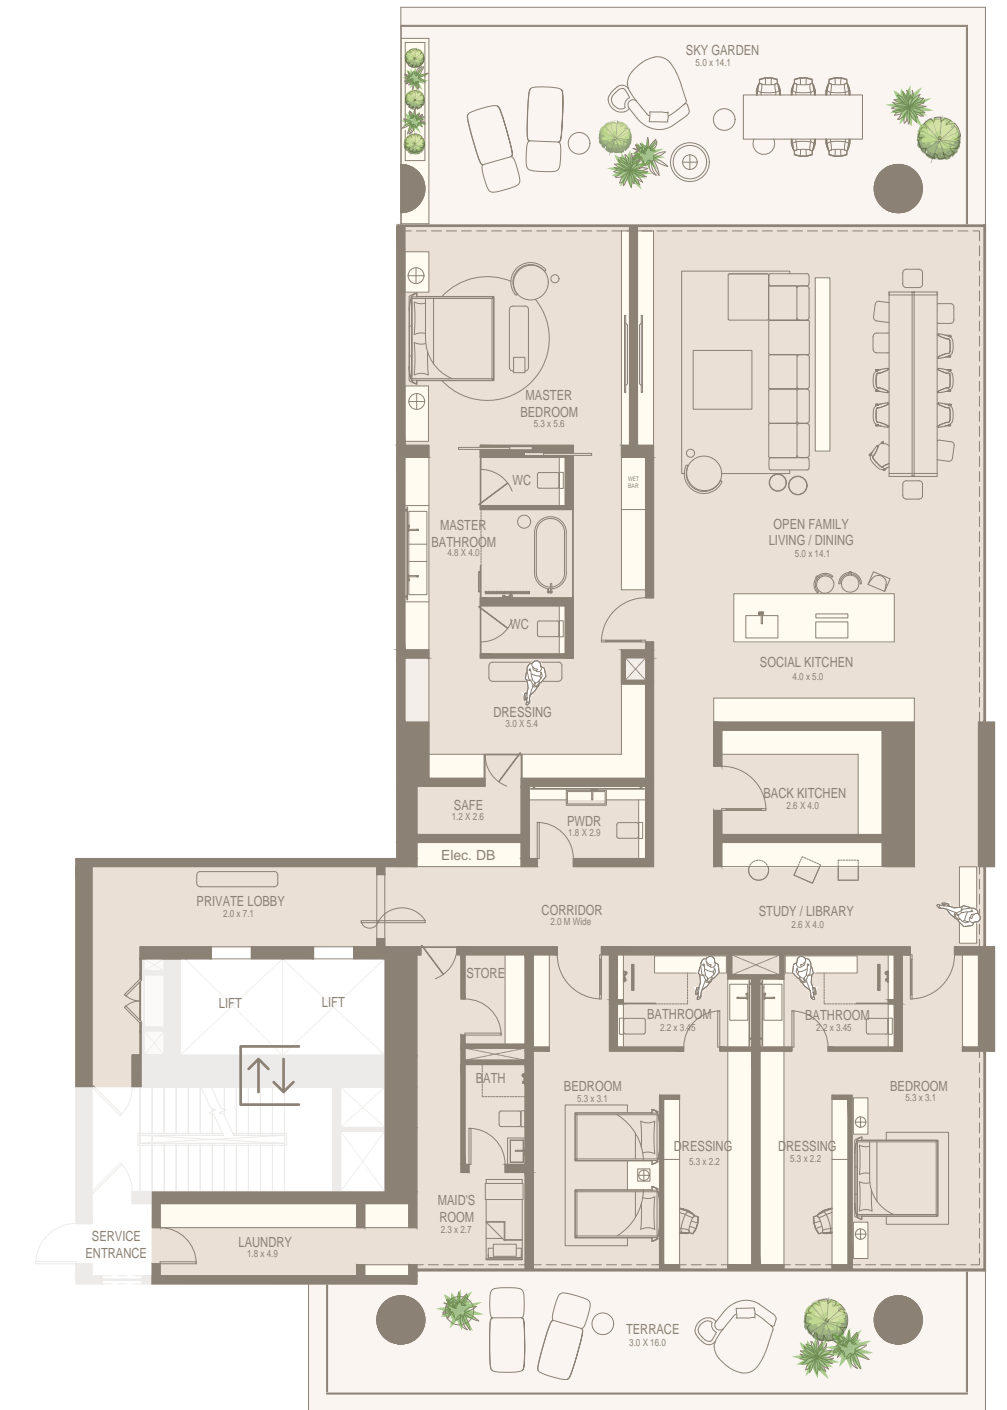 SKY GARDEN
5.0 x 14.1
MASTER
BEDROOM
5.3 x 5.6
WC
WET
BAR
MASTER
BATHROOM
4.8 X 4.0
OPEN FAMILY
LIVING / DINING
5.0 x 14.1
WC
SOCIAL KITCHEN
4.0 x 5.0
DRESSING
3.0 X 5.4
SAFE
1.2 X 2.6
PWDR
1.8 X 2.9
BACK KITCHEN
2.6 X 4.0
Elec. DB
PRIVATE LOBBY
2.0 x 7.1
CORRIDOR
2.0 M Wide
STUDY / LIBRARY
2.6 X 4.0
LIFT
LIFT
STORE
BATHROOM
2.2 x 3.45
BATHROOM
2.2 x 3.45
BATH
BEDROOM
5.3 x 3.1
BEDROOM
5.3 x 3.1
DRESSING
5.3 x 2.2
DRESSING
5.3 x 2.2
MAID'S
ROOM
2.3 x 2.7
SERVICE
ENTRANCE
LAUNDRY
1.8 x 4.9
TERRACE
3.0 X 16.0